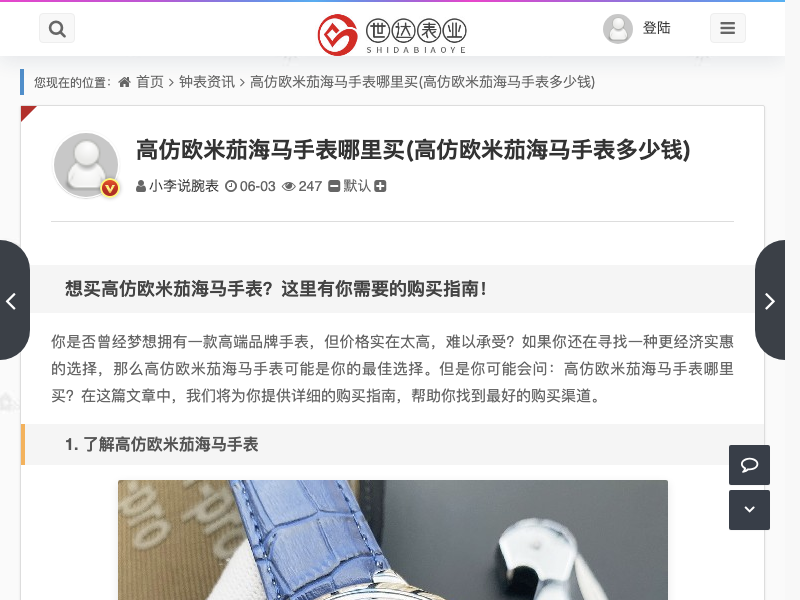 世达表业
SHIDABIAOYE
登陆
您现在的位置: 首页 > 钟表资讯 > 高仿欧米茄海马手表哪里买(高仿欧米茄海马手表多少钱)
高仿欧米茄海马手表哪里买(高仿欧米茄海马手表多少钱)
小李说腕表 06-03 247 默认
想买高仿欧米茄海马手表？这里有你需要的购买指南！
你是否曾经梦想拥有一款高端品牌手表，但价格实在太高，难以承受？如果你还在寻找一种更经济实惠
的选择，那么高仿欧米茄海马手表可能是你的最佳选择。但是你可能会问：高仿欧米茄海马手表哪里
买？在这篇文章中，我们将为你提供详细的购买指南，帮助你找到最好的购买渠道。
1. 了解高仿欧米茄海马手表